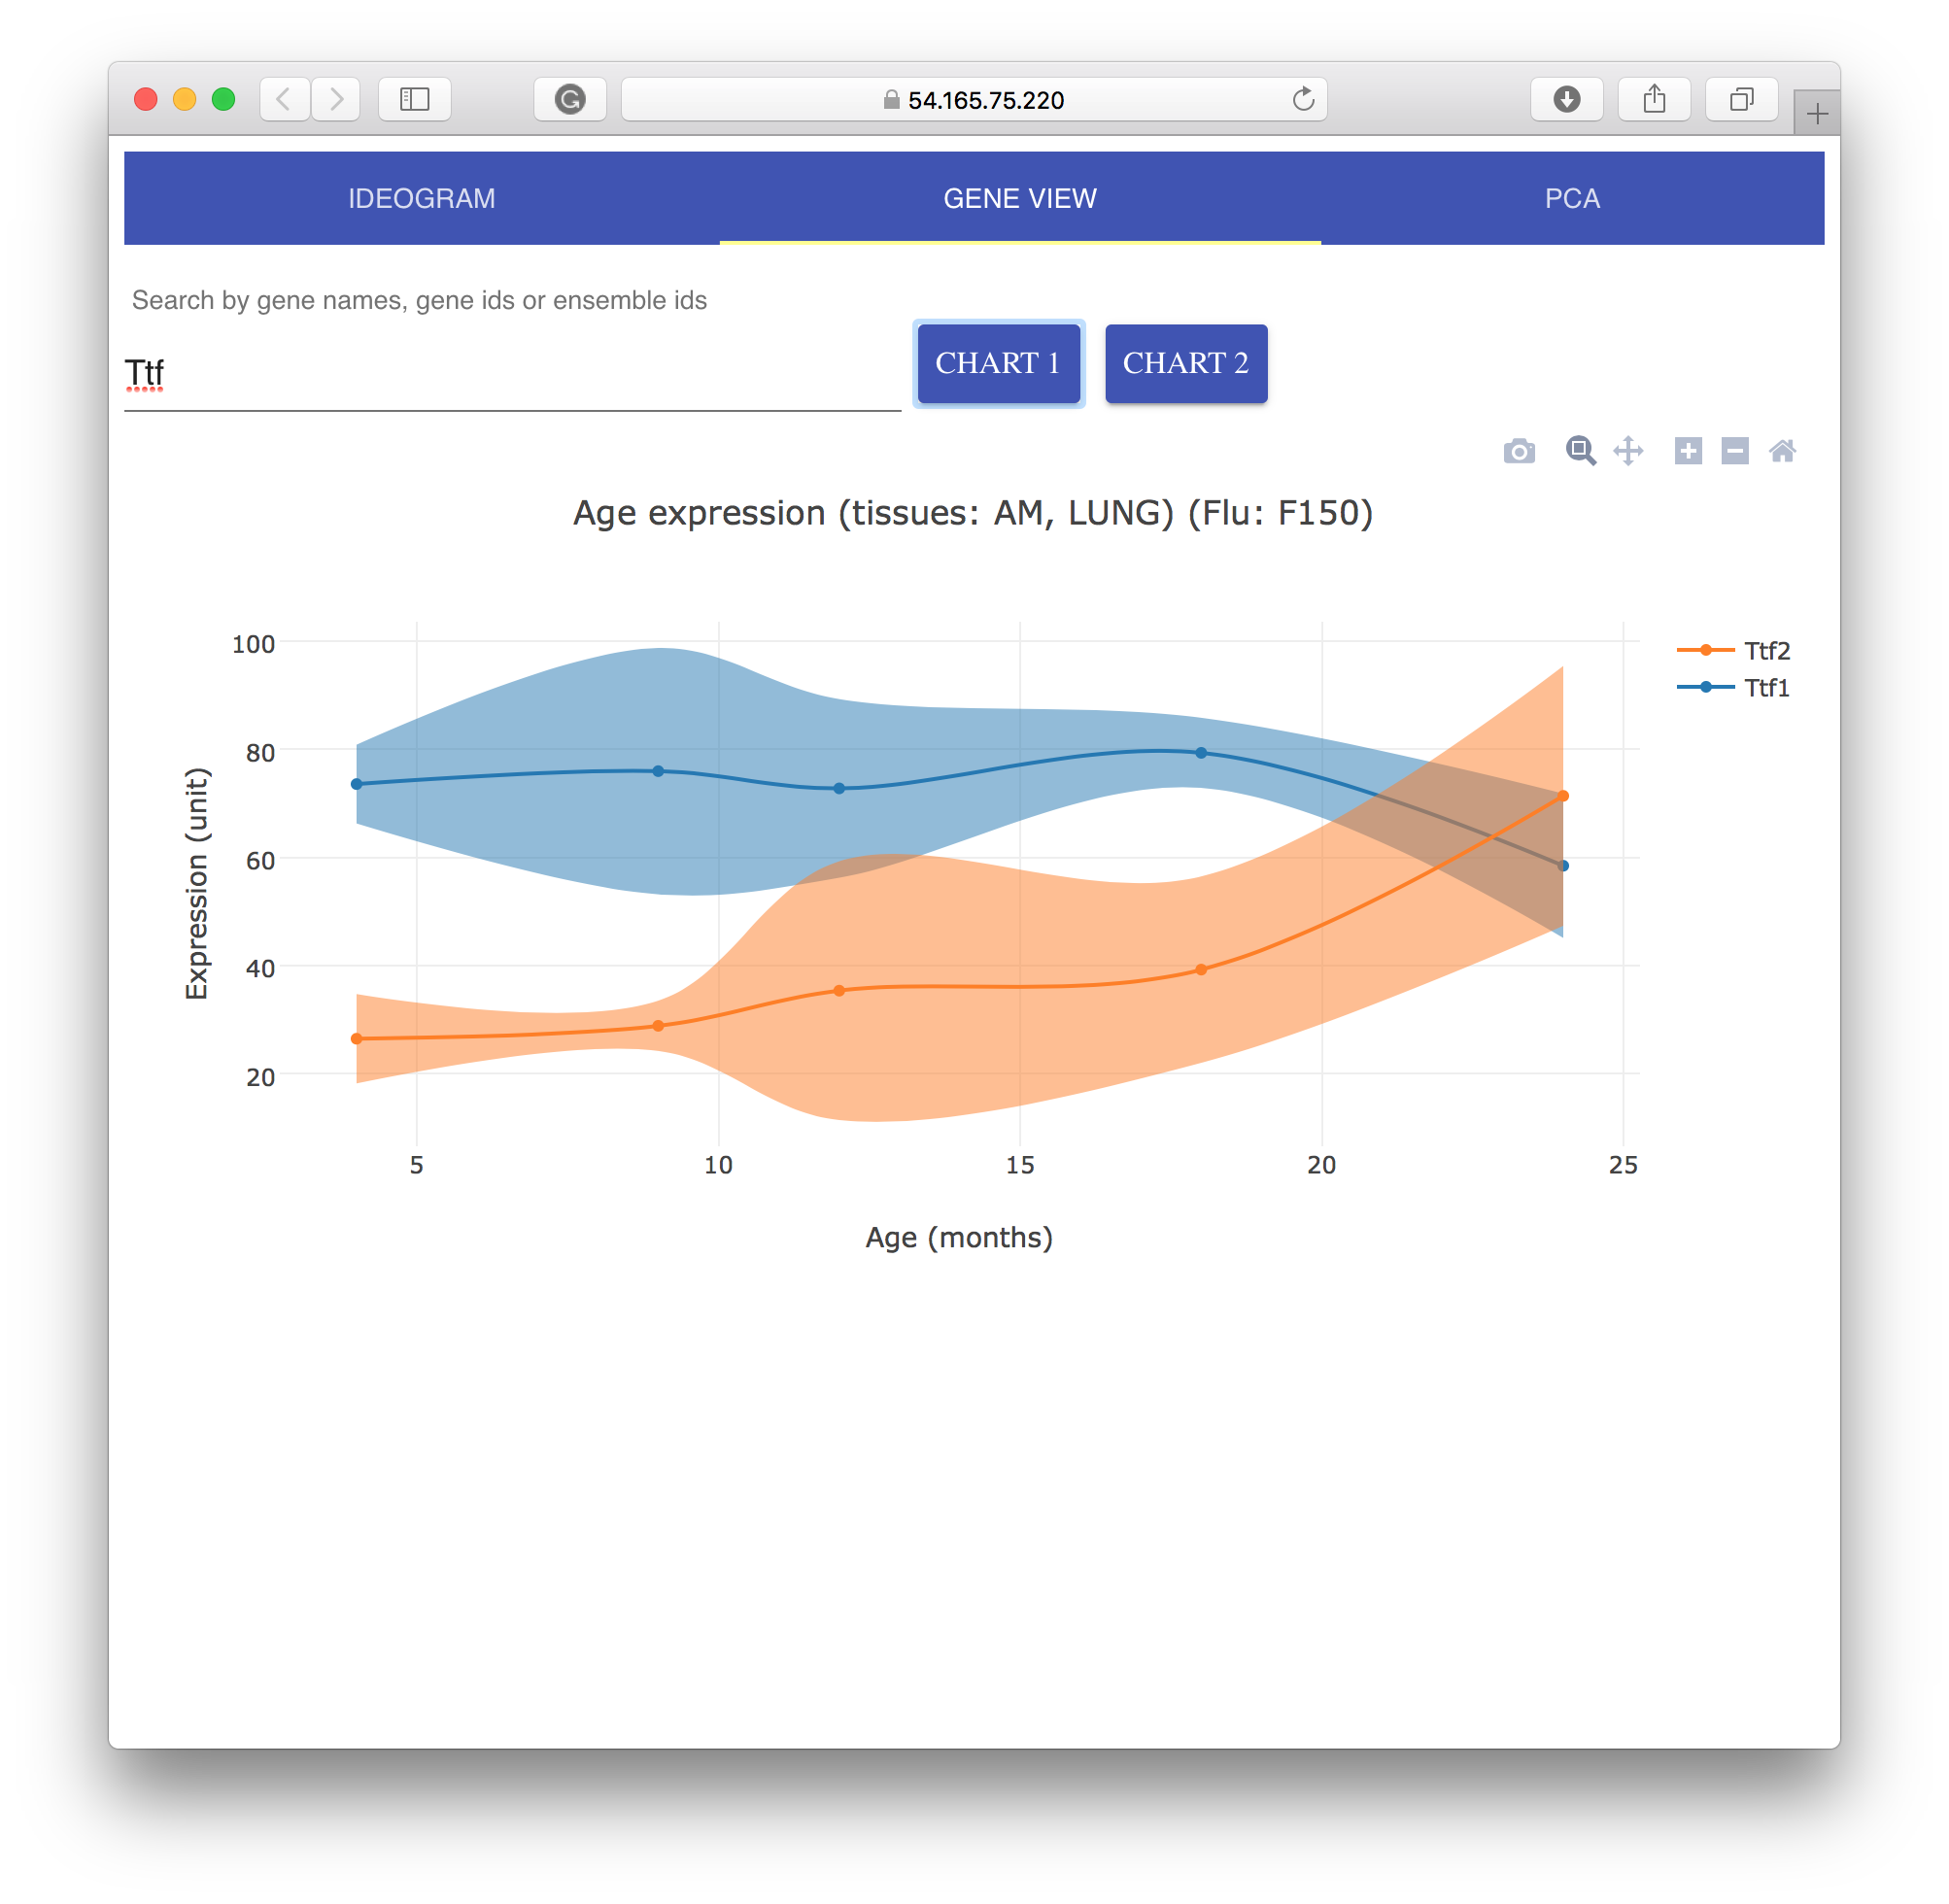 54.165.75.220
IDEOGRAM GENE VIEW PCA
Search by gene names, gene ids or ensemble ids
Ttf
CHART 1 CHART 2
Age expression (tissues: AM, LUNG) (Flu: F150)
100
80
60
40
20
Expression (unit)
Ttf2
Ttf1
5 10 15 20 25
Age (months)